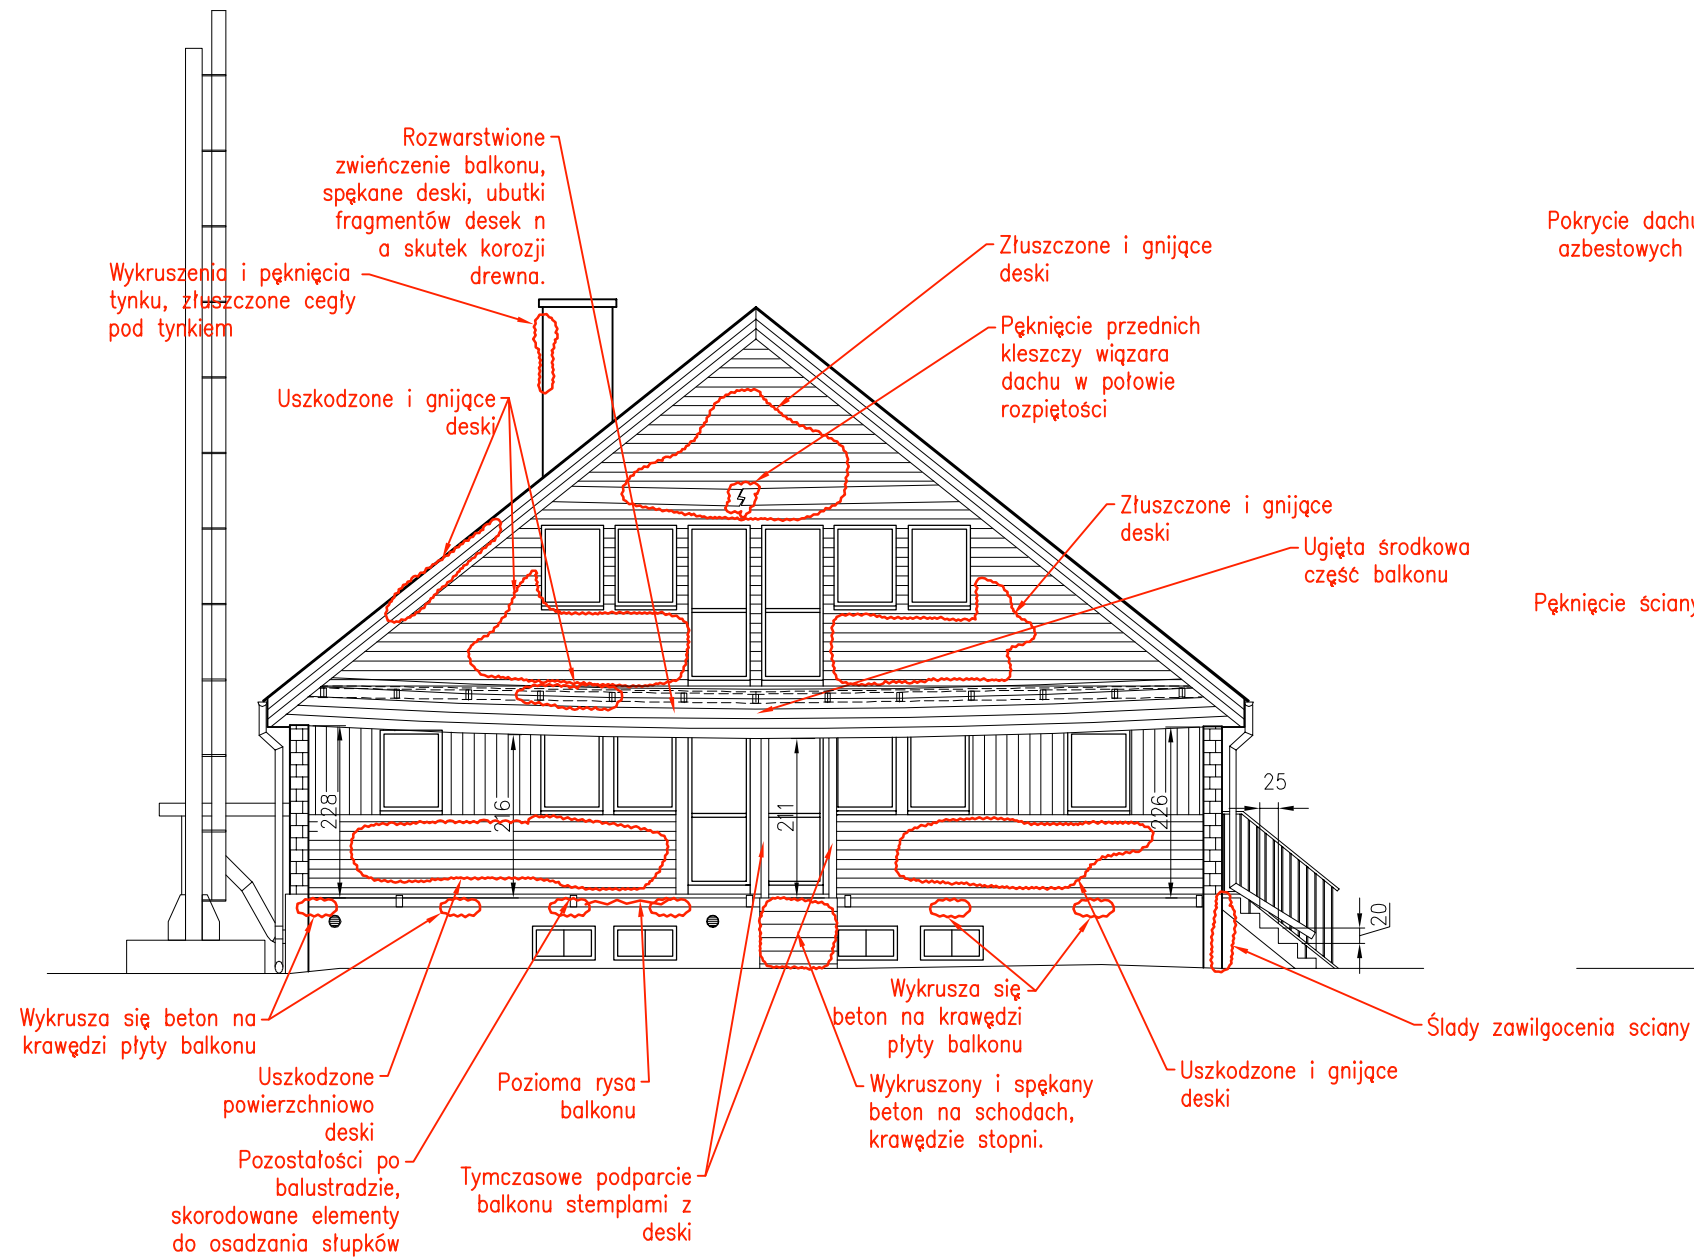 Rozwarstwione
zwieńczenie balkonu,
spękane deski, ubutki
fragmentów desek n
a skutek korozji
drewna.
Wykruszenia i pęknięcia
tynku, złuszczone cegły
pod tynkiem
Uszkodzone i gnijące
deski
Złuszczone i gnijące
deski
Pęknięcie przednich
kleszczy wiązara
dachu w połowie
rozpiętości
Złuszczone i gnijące
deski
Ugięta środkowa
część balkonu
Pokrycie dachu
azbestowych
Pęknięcie ściany
228
216
211
226
25
20
Wykrusza się beton na
krawędzi płyty balkonu
Uszkodzone
powierzchniowo
deski
Pozostałości po
balustradzie,
skorodowane elementy
do osadzania słupków
Pozioma rysa
balkonu
Tymczasowe podparcie
balkonu stemplami z
deski
Wykrusza się
beton na krawędzi
płyty balkonu
Wykruszony i spękany
beton na schodach,
krawędzie stopni.
Uszkodzone i gnijące
deski
Ślady zawilgocenia sciany